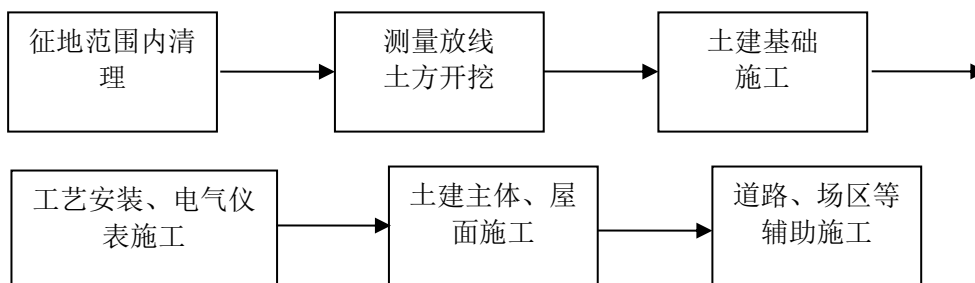 征地范围内清
理
测量放线
土方开挖
土建基础
施工
工艺安装、电气仪
表施工
土建主体、屋
面施工
道路、场区等
辅助施工